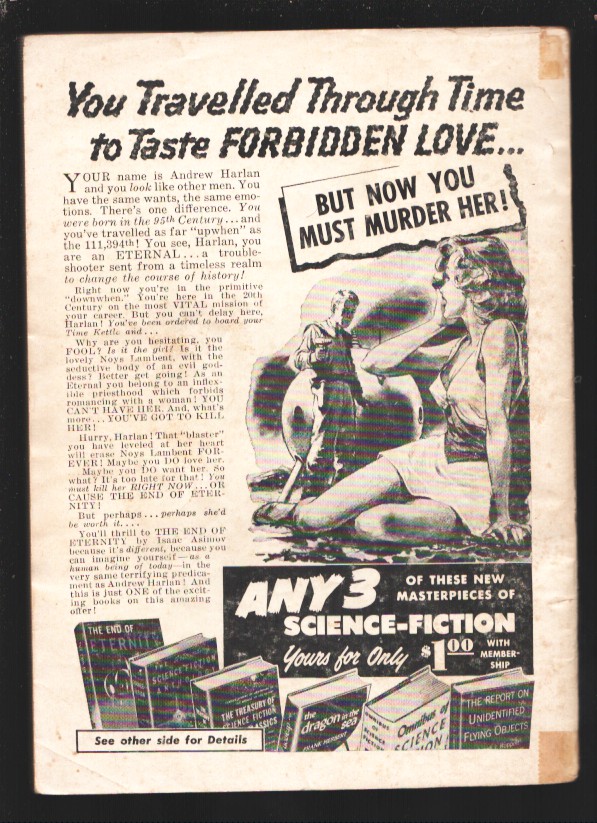 You Travelled Through Time
to Taste FORBIDDEN LOVE...
BUT NOW YOU
MUST MURDER HER!
YOUR name is Andrew Harlan
and you look like other men. You
have the same wants, the same emo-
tions. There's one difference. You
were born in the 95th Century...and
you've travelled as far "upwhen" as
the 111,394th! You see, Harlan, you
are an ETERNAL...a trouble-
shooter sent from a timeless realm
to change the course of history!
Right now you're in the primitive
"downwhen." You're here in the 20th
Century on the most VITAL mission of
your career. But you can't delay here,
Harlan! You've been ordered to board your
Time Kettle and...
Why are you hesitating, you
FOOL? Is it the girl? Is it the
lovely Noys Lambent, with the
seductive body of an evil god-
dess? Better get going! As an
Eternal you belong to an inflex-
ible priesthood which forbids
romancing with a woman! YOU
CAN'T HAVE HER. And, what's
more...YOU'VE GOT TO KILL
HER!
Hurry, Harlan! That "blaster"
you have leveled at her heart
will erase Noys Lambent FOR-
EVER! Maybe you DO love her.
...Maybe you DO want her. So
what? It's too late for that! You
must kill her RIGHT NOW...OR
CAUSE THE END OF ETER-
NITY!
But perhaps...perhaps she'd
be worth it....
You'll thrill to THE END OF
ETERNITY by Isaac Asimov
because it's different, because you
can imagine yourself—as a
human being of today—in the
very same terrifying predica-
ment as Andrew Harlan! And
this is just ONE of the excit-
ing books on this amazing
offer!
ANY 3 OF THESE NEW
MASTERPIECES OF
SCIENCE-FICTION
Yours for Only $1.00 WITH
MEMBER-
SHIP
THE END OF
ETERNITY
SCIENCE-FICTION
THE TREASURY OF
SCIENCE FICTION
CLASSICS
the
dragon in the
sea
FRANK HERBERT
Omnibus of
SCIENCE
THE REPORT ON
UNIDENTIFIED
FLYING OBJECTS
See other side for Details